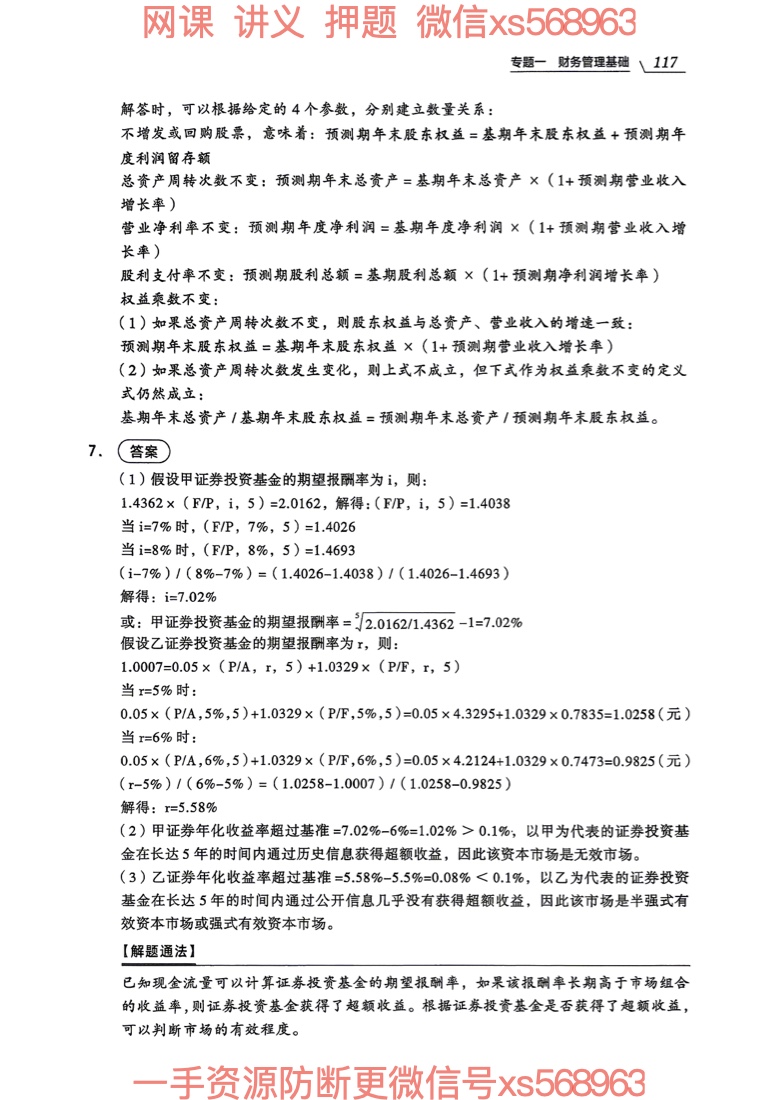 网课 讲义 押题 微信xs568963
专题一 财务管理基础 117
解答时，可以根据给定的 4 个参数，分别建立数量关系：
不增发或回购股票，意味着：预测期年末股东权益 = 基期年末股东权益 + 预测期年
度利润留存额
总资产周转次数不变：预测期年末总资产 = 基期年末总资产 ×（1+ 预测期营业收入
增长率）
营业净利率不变：预测期年度净利润 = 基期年度净利润 ×（1+ 预测期营业收入增
长率）
股利支付率不变：预测期股利总额 = 基期股利总额 ×（1+ 预测期净利润增长率）
权益乘数不变：
（1）如果总资产周转次数不变，则股东权益与总资产、营业收入的增速一致：
预测期年末股东权益 = 基期年末股东权益 ×（1+ 预测期营业收入增长率）
（2）如果总资产周转次数发生变化，则上式不成立，但下式作为权益乘数不变的定义
式仍然成立：
基期年末总资产 / 基期年末股东权益 = 预测期年末总资产 / 预测期年末股东权益。
7. 答案
（1）假设甲证券投资基金的期望报酬率为 i，则：
1.4362×（F/P，i，5）=2.0162，解得：（F/P，i，5）=1.4038
当 i=7% 时，（F/P，7%，5）=1.4026
当 i=8% 时，（F/P，8%，5）=1.4693
（i-7%）/（8%-7%）=（1.4026-1.4038）/（1.4026-1.4693）
解得：i=7.02%
或：甲证券投资基金的期望报酬率 = ⁵√2.0162/1.4362 -1=7.02%
假设乙证券投资基金的期望报酬率为 r，则：
1.0007=0.05×（P/A，r，5）+1.0329×（P/F，r，5）
当 r=5% 时：
0.05×（P/A,5%,5）+1.0329×（P/F,5%,5）=0.05×4.3295+1.0329×0.7835=1.0258（元）
当 r=6% 时：
0.05×（P/A,6%,5）+1.0329×（P/F,6%,5）=0.05×4.2124+1.0329×0.7473=0.9825（元）
（r-5%）/（6%-5%）=（1.0258-1.0007）/（1.0258-0.9825）
解得：r=5.58%
（2）甲证券年化收益率超过基准 =7.02%-6%=1.02% ＞ 0.1%，以甲为代表的证券投资基
金在长达 5 年的时间内通过历史信息获得超额收益，因此该资本市场是无效市场。
（3）乙证券年化收益率超过基准 =5.58%-5.5%=0.08% ＜ 0.1%，以乙为代表的证券投资
基金在长达 5 年的时间内通过公开信息几乎没有获得超额收益，因此该市场是半强式有
效资本市场或强式有效资本市场。
【解题通法】
已知现金流量可以计算证券投资基金的期望报酬率，如果该报酬率长期高于市场组合
的收益率，则证券投资基金获得了超额收益。根据证券投资基金是否获得了超额收益，
可以判断市场的有效程度。
一手资源防断更微信号xs568963